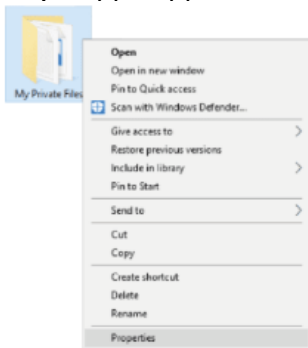 My Private Files
Open
Open in new window
Pin to Quick access
Scan with Windows Defender...
Give access to
Restore previous versions
Include in library
Pin to Start
Send to
Cut
Copy
Create shortcut
Delete
Rename
Properties